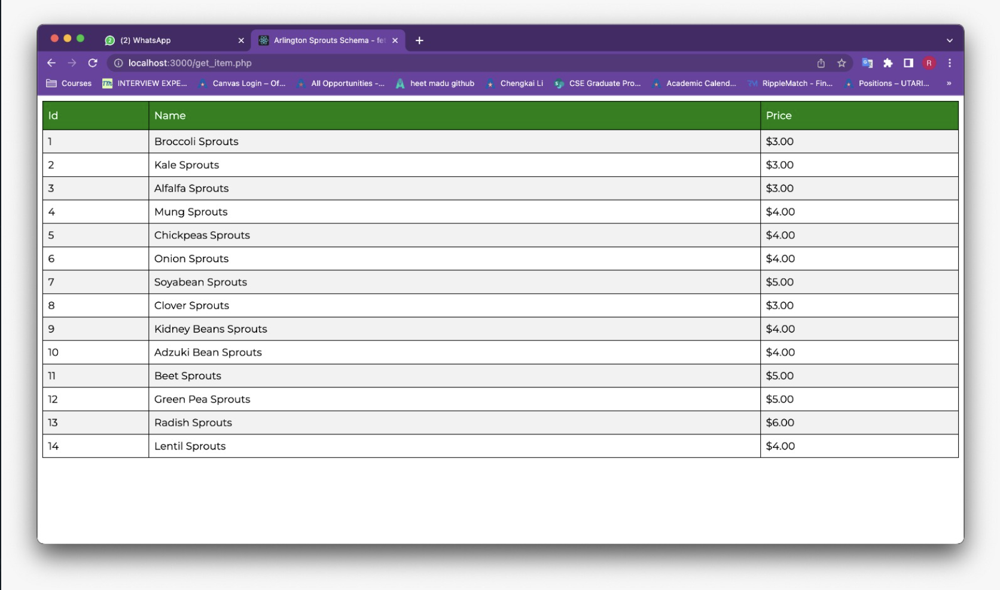 2 (2) WhatsApp Arlington Sprouts Schema – fet
localhost:3000/get_item.php R
Courses INTERVIEW EXPE... Canvas Login – Of... All Opportunities –... heet madu github Chengkai Li CSE Graduate Pro... Academic Calend... RippleMatch - Fin... Positions – UTARI... »
Id Name Price
1 Broccoli Sprouts $3.00
2 Kale Sprouts $3.00
3 Alfalfa Sprouts $3.00
4 Mung Sprouts $4.00
5 Chickpeas Sprouts $4.00
6 Onion Sprouts $4.00
7 Soyabean Sprouts $5.00
8 Clover Sprouts $3.00
9 Kidney Beans Sprouts $4.00
10 Adzuki Bean Sprouts $4.00
11 Beet Sprouts $5.00
12 Green Pea Sprouts $5.00
13 Radish Sprouts $6.00
14 Lentil Sprouts $4.00